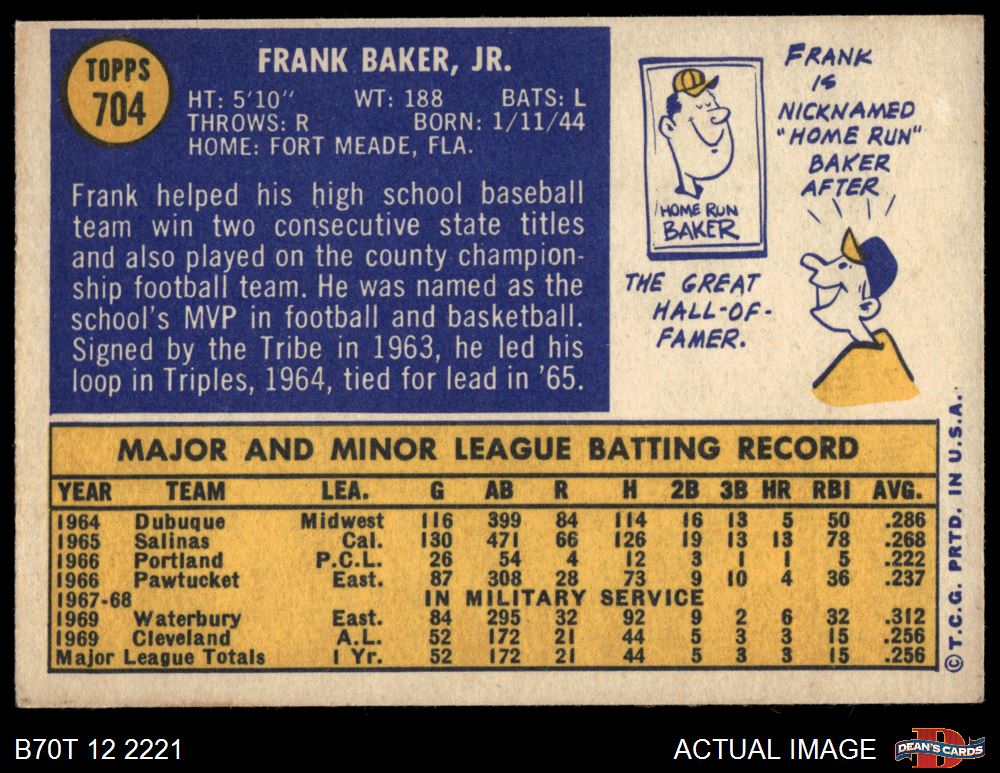 TOPPS
704
FRANK BAKER, JR.
HT: 5'10" WT: 188 BATS: L
THROWS: R BORN: 1/11/44
HOME: FORT MEADE, FLA.
Frank helped his high school baseball
team win two consecutive state titles
and also played on the county champion-
ship football team. He was named as the
school's MVP in football and basketball.
Signed by the Tribe in 1963, he led his
loop in Triples, 1964, tied for lead in '65.
HOME RUN
BAKER
FRANK
IS
NICKNAMED
"HOME RUN"
BAKER
AFTER
THE GREAT
HALL-OF-
FAMER.
MAJOR AND MINOR LEAGUE BATTING RECORD
YEAR TEAM LEA. G AB R H 2B 3B HR RBI AVG.
1964 Dubuque Midwest 116 399 84 114 16 13 5 50 .286
1965 Salinas Cal. 130 471 66 126 19 13 13 78 .268
1966 Portland P.C.L. 26 54 4 12 3 1 1 5 .222
1966 Pawtucket East. 87 308 28 73 9 10 4 36 .237
1967-68 IN MILITARY SERVICE
1969 Waterbury East. 84 295 32 92 9 2 6 32 .312
1969 Cleveland A.L. 52 172 21 44 5 3 3 15 .256
Major League Totals 1 Yr. 52 172 21 44 5 3 3 15 .256
© T.C.G. PRTD. IN U.S.A.
B70T 12 2221
ACTUAL IMAGE
DEAN'S CARDS